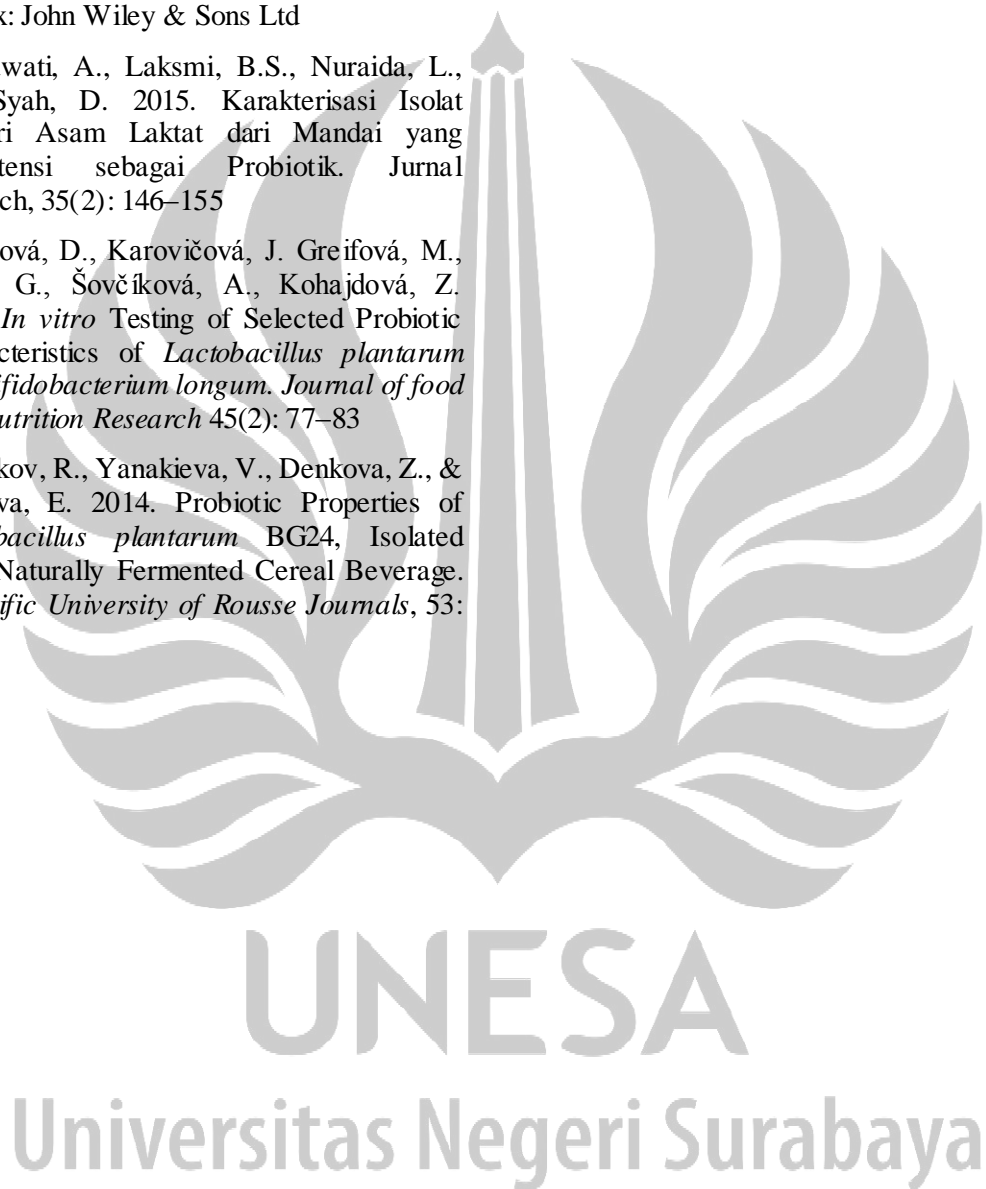 x: John Wiley & Sons Ltd
wati, A., Laksmi, B.S., Nuraida, L.,
Syah, D. 2015. Karakterisasi Isolat
ri Asam Laktat dari Mandai yang
tensi sebagai Probiotik. Jurnal
ch, 35(2): 146–155
ová, D., Karovičová, J. Greifová, M.,
G., Šovčíková, A., Kohajdová, Z.
In vitro Testing of Selected Probiotic
cteristics of Lactobacillus plantarum
ifidobacterium longum. Journal of food
utrition Research 45(2): 77–83
kov, R., Yanakieva, V., Denkova, Z., &
va, E. 2014. Probiotic Properties of
bacillus plantarum BG24, Isolated
Naturally Fermented Cereal Beverage.
ific University of Rousse Journals, 53:
UNESA
Universitas Negeri Surabaya